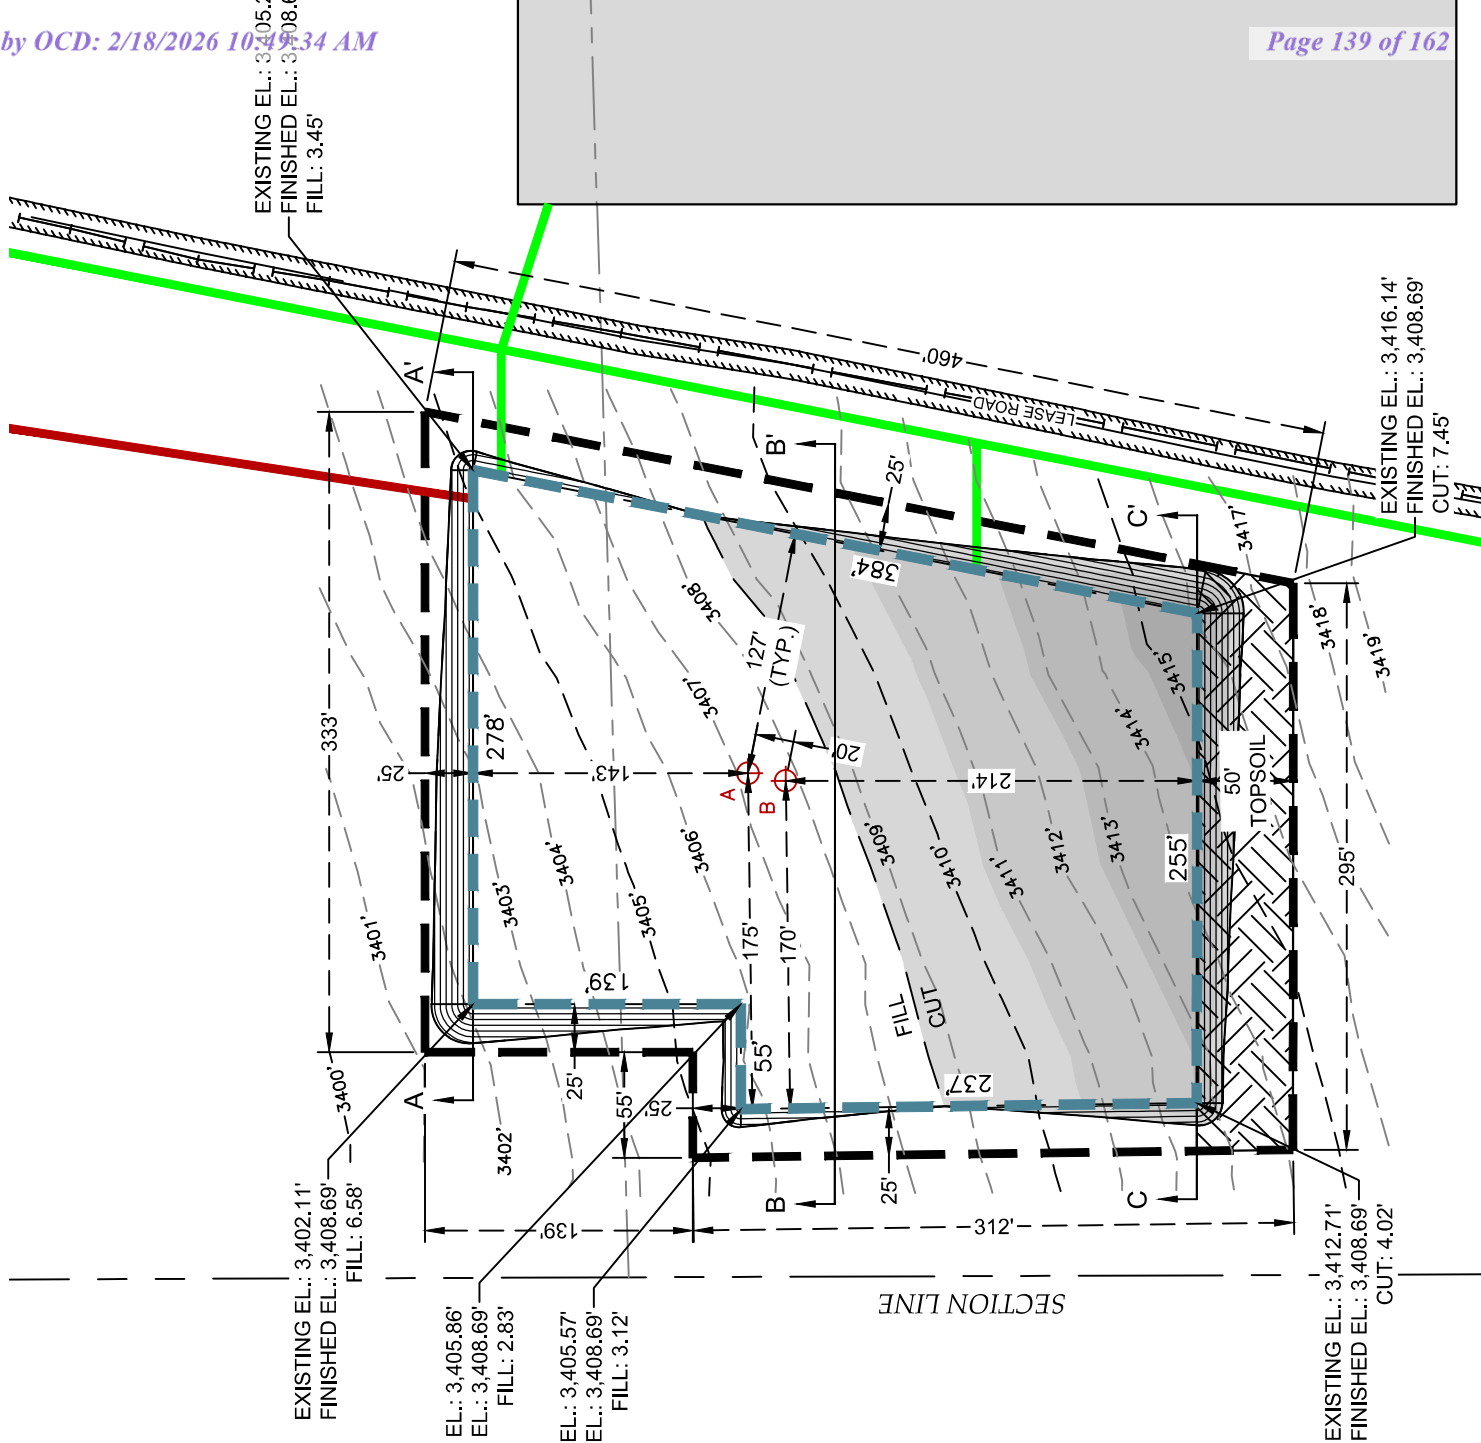 by OCD: 2/18/2026 10:49:34 AM
Page 139 of 162
FILL: 3.45'
EXISTING EL.: 3,416.14'
FINISHED EL.: 3,408.69'
CUT: 7.45'
460'
LEASE ROAD
A'
B'
C'
25'
384'
333'
25'
278'
143'
127'
(TYP.)
20'
A
B
214'
50'
TOPSOIL
255'
295'
175'
170'
139'
55'
25'
55'
25'
237'
25'
FILL
CUT
3400'
3401'
3402'
3403'
3404'
3405'
3406'
3407'
3408'
3409'
3410'
3411'
3412'
3413'
3414'
3415'
3417'
3418'
3419'
A
B
C
139'
312'
SECTION LINE
EXISTING EL.: 3,402.11'
FINISHED EL.: 3,408.69'
FILL: 6.58'
EL.: 3,405.86'
EL.: 3,408.69'
FILL: 2.83'
EL.: 3,405.57'
EL.: 3,408.69'
FILL: 3.12'
EXISTING EL.: 3,412.71'
FINISHED EL.: 3,408.69'
CUT: 4.02'
EXISTING EL.:
FINISHED EL.: